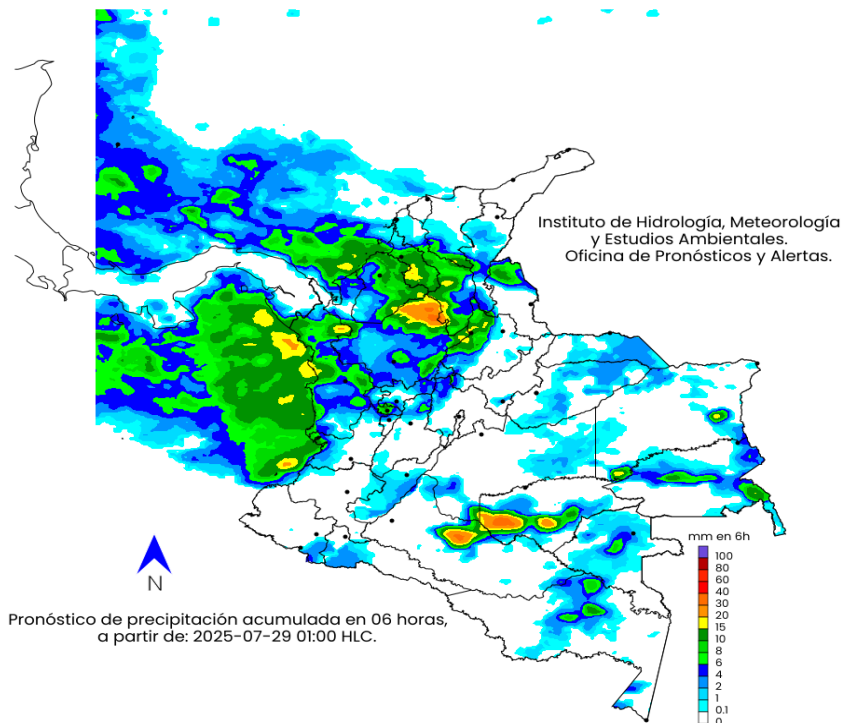 Instituto de Hidrología, Meteorología
y Estudios Ambientales.
Oficina de Pronósticos y Alertas.
N
Pronóstico de precipitación acumulada en 06 horas,
a partir de: 2025-07-29 01:00 HLC.
mm en 6h
100
80
60
40
30
20
15
10
8
6
4
2
1
0.1
0